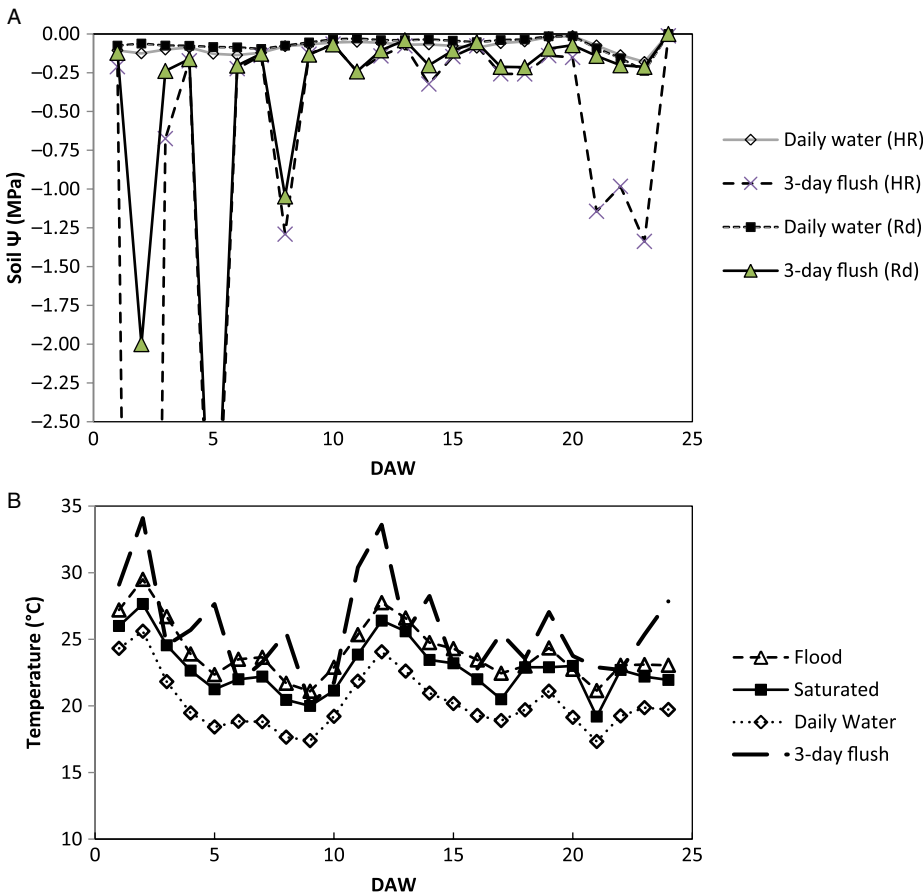 A
Soil Ψ (MPa)
0.00
−0.25
−0.50
−0.75
−1.00
−1.25
−1.50
−1.75
−2.00
−2.25
−2.50
0 5 10 15 20 25
DAW
Daily water (HR)
3-day flush (HR)
Daily water (Rd)
3-day flush (Rd)
B
Temperature (°C)
35
30
25
20
15
10
0 5 10 15 20 25
DAW
Flood
Saturated
Daily Water
3-day flush